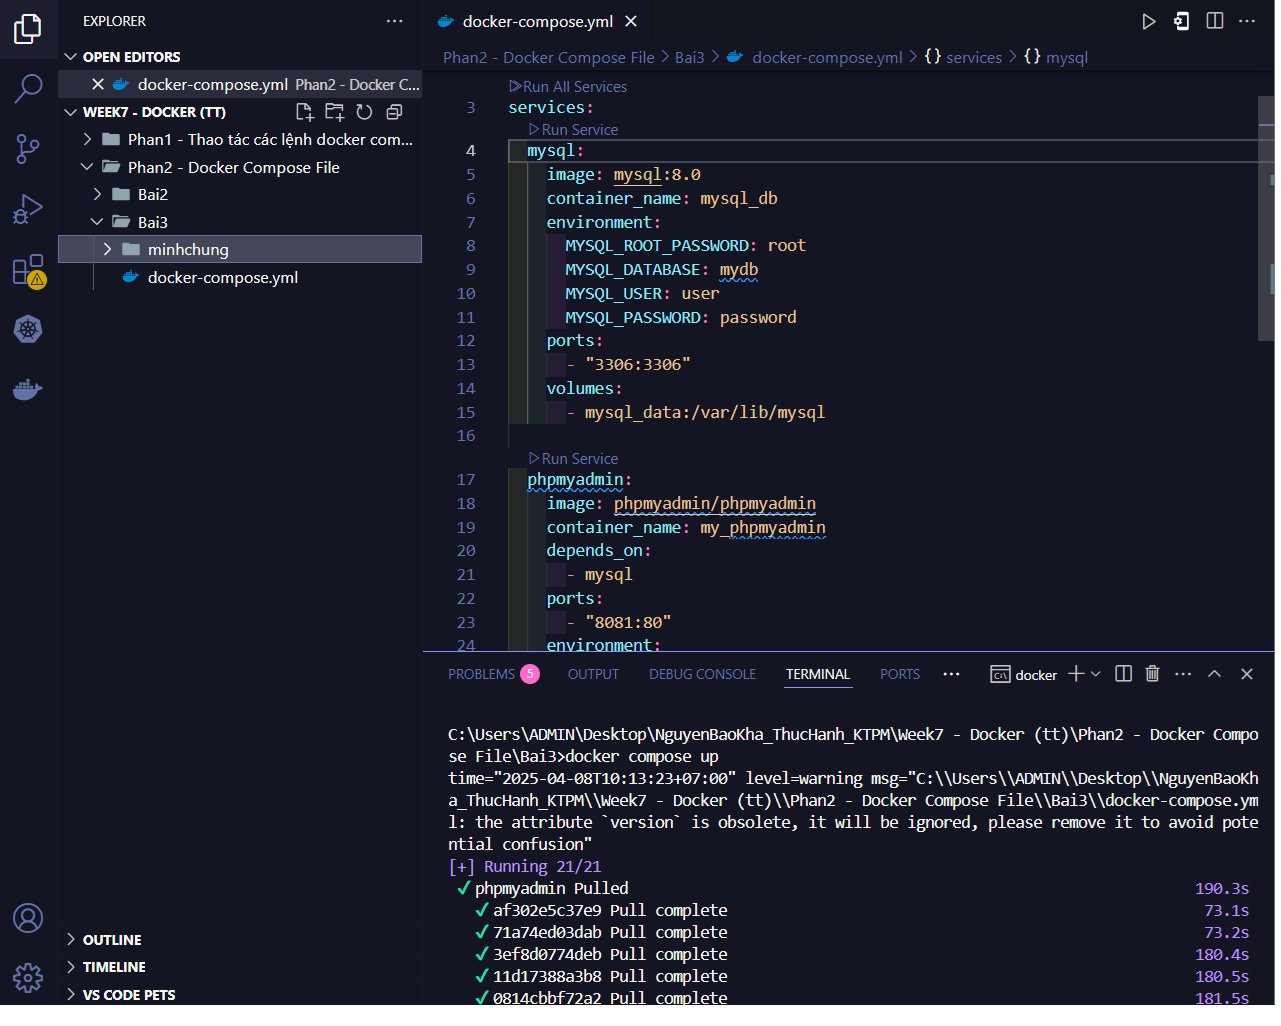 EXPLORER
OPEN EDITORS
docker-compose.yml Phan2 - Docker C...
WEEK7 - DOCKER (TT)
Phan1 - Thao tác các lệnh docker com...
Phan2 - Docker Compose File
Bai2
Bai3
minhchung
docker-compose.yml
OUTLINE
TIMELINE
VS CODE PETS
docker-compose.yml
Phan2 - Docker Compose File > Bai3 > docker-compose.yml > {} services > {} mysql
Run All Services
3 services:
Run Service
4 mysql:
5 image: mysql:8.0
6 container_name: mysql_db
7 environment:
8 MYSQL_ROOT_PASSWORD: root
9 MYSQL_DATABASE: mydb
10 MYSQL_USER: user
11 MYSQL_PASSWORD: password
12 ports:
13 - "3306:3306"
14 volumes:
15 - mysql_data:/var/lib/mysql
16
Run Service
17 phpmyadmin:
18 image: phpmyadmin/phpmyadmin
19 container_name: my_phpmyadmin
20 depends_on:
21 - mysql
22 ports:
23 - "8081:80"
24 environment:
PROBLEMS 5 OUTPUT DEBUG CONSOLE TERMINAL PORTS ··· docker
C:\Users\ADMIN\Desktop\NguyenBaoKha_ThucHanh_KTPM\Week7 - Docker (tt)\Phan2 - Docker Compo
se File\Bai3>docker compose up
time="2025-04-08T10:13:23+07:00" level=warning msg="C:\\Users\\ADMIN\\Desktop\\NguyenBaoKh
a_ThucHanh_KTPM\\Week7 - Docker (tt)\\Phan2 - Docker Compose File\\Bai3\\docker-compose.ym
l: the attribute `version` is obsolete, it will be ignored, please remove it to avoid pote
ntial confusion"
[+] Running 21/21
✓ phpmyadmin Pulled 190.3s
✓ af302e5c37e9 Pull complete 73.1s
✓ 71a74ed03dab Pull complete 73.2s
✓ 3ef8d0774deb Pull complete 180.4s
✓ 11d17388a3b8 Pull complete 180.5s
✓ 0814cbbf72a2 Pull complete 181.5s